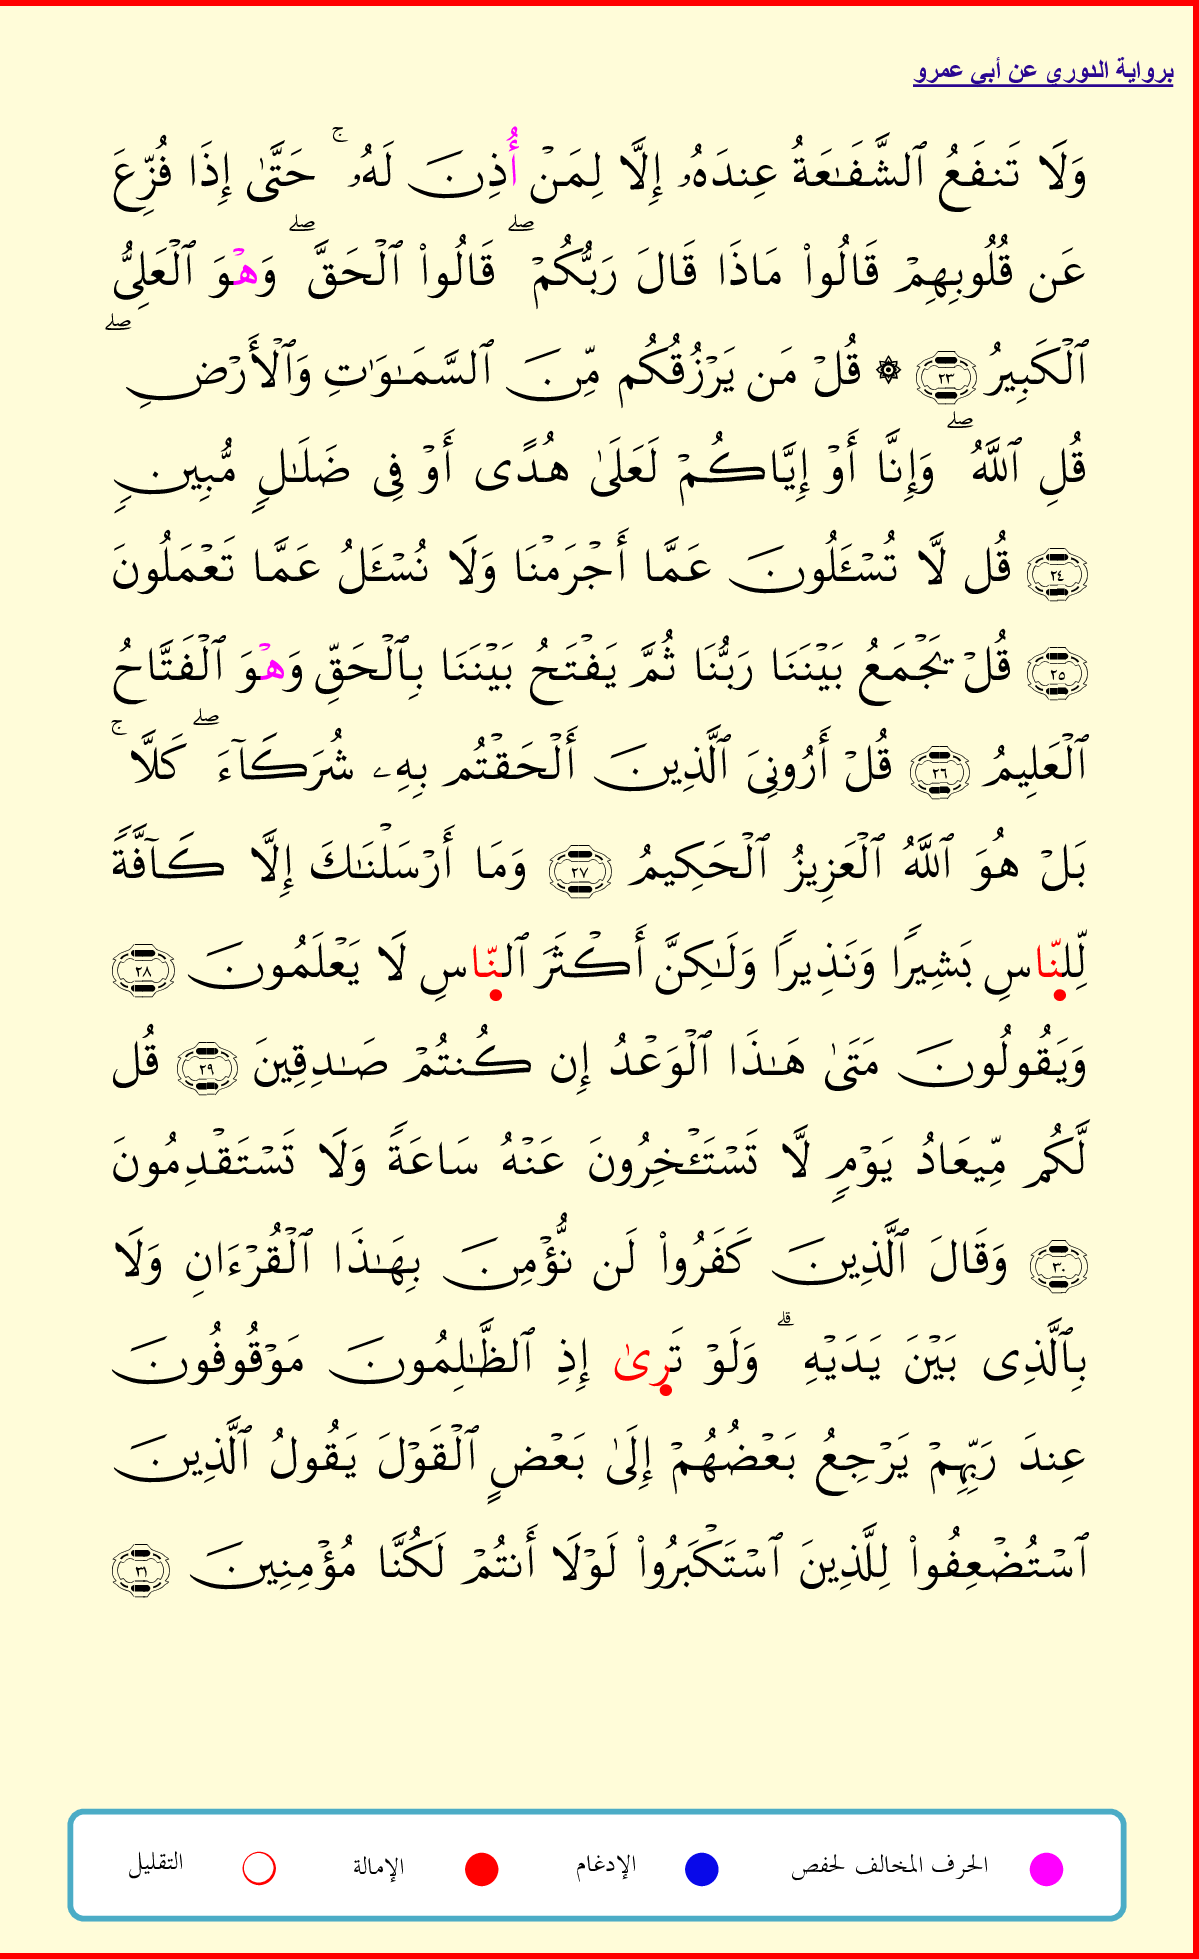 برواية الدوري عن أبي عمرو
وَلَا تَنفَعُ ٱلشَّفَٰعَةُ عِندَهُۥ إِلَّا لِمَنْ أُذِنَ لَهُۥ ۚ حَتَّىٰ إِذَا فُزِّعَ
عَن قُلُوبِهِمْ قَالُوا۟ مَاذَا قَالَ رَبُّكُمْ ۖ قَالُوا۟ ٱلْحَقَّ ۖ وَهْوَ ٱلْعَلِىُّ
ٱلْكَبِيرُ ٢٣ ۞ قُلْ مَن يَرْزُقُكُم مِّنَ ٱلسَّمَٰوَٰتِ وَٱلْأَرْضِ ۖ
قُلِ ٱللَّهُ ۖ وَإِنَّا أَوْ إِيَّاكُمْ لَعَلَىٰ هُدًى أَوْ فِى ضَلَٰلٍ مُّبِينٍ
٢٤ قُل لَّا تُسْـَٔلُونَ عَمَّا أَجْرَمْنَا وَلَا نُسْـَٔلُ عَمَّا تَعْمَلُونَ
٢٥ قُلْ يَجْمَعُ بَيْنَنَا رَبُّنَا ثُمَّ يَفْتَحُ بَيْنَنَا بِٱلْحَقِّ وَهْوَ ٱلْفَتَّاحُ
ٱلْعَلِيمُ ٢٦ قُلْ أَرُونِىَ ٱلَّذِينَ أَلْحَقْتُم بِهِۦ شُرَكَآءَ ۖ كَلَّا ۚ
بَلْ هُوَ ٱللَّهُ ٱلْعَزِيزُ ٱلْحَكِيمُ ٢٧ وَمَا أَرْسَلْنَٰكَ إِلَّا كَآفَّةً
لِّلنَّاسِ بَشِيرًا وَنَذِيرًا وَلَٰكِنَّ أَكْثَرَ ٱلنَّاسِ لَا يَعْلَمُونَ ٢٨
وَيَقُولُونَ مَتَىٰ هَٰذَا ٱلْوَعْدُ إِن كُنتُمْ صَٰدِقِينَ ٢٩ قُل
لَّكُم مِّيعَادُ يَوْمٍ لَّا تَسْتَـْٔخِرُونَ عَنْهُ سَاعَةً وَلَا تَسْتَقْدِمُونَ
٣٠ وَقَالَ ٱلَّذِينَ كَفَرُوا۟ لَن نُّؤْمِنَ بِهَٰذَا ٱلْقُرْءَانِ وَلَا
بِٱلَّذِى بَيْنَ يَدَيْهِ ۗ وَلَوْ تَرِىٰ إِذِ ٱلظَّٰلِمُونَ مَوْقُوفُونَ
عِندَ رَبِّهِمْ يَرْجِعُ بَعْضُهُمْ إِلَىٰ بَعْضٍ ٱلْقَوْلَ يَقُولُ ٱلَّذِينَ
ٱسْتُضْعِفُوا۟ لِلَّذِينَ ٱسْتَكْبَرُوا۟ لَوْلَا أَنتُمْ لَكُنَّا مُؤْمِنِينَ ٣١
الحرف المخالف لحفص الإدغام الإمالة التقليل